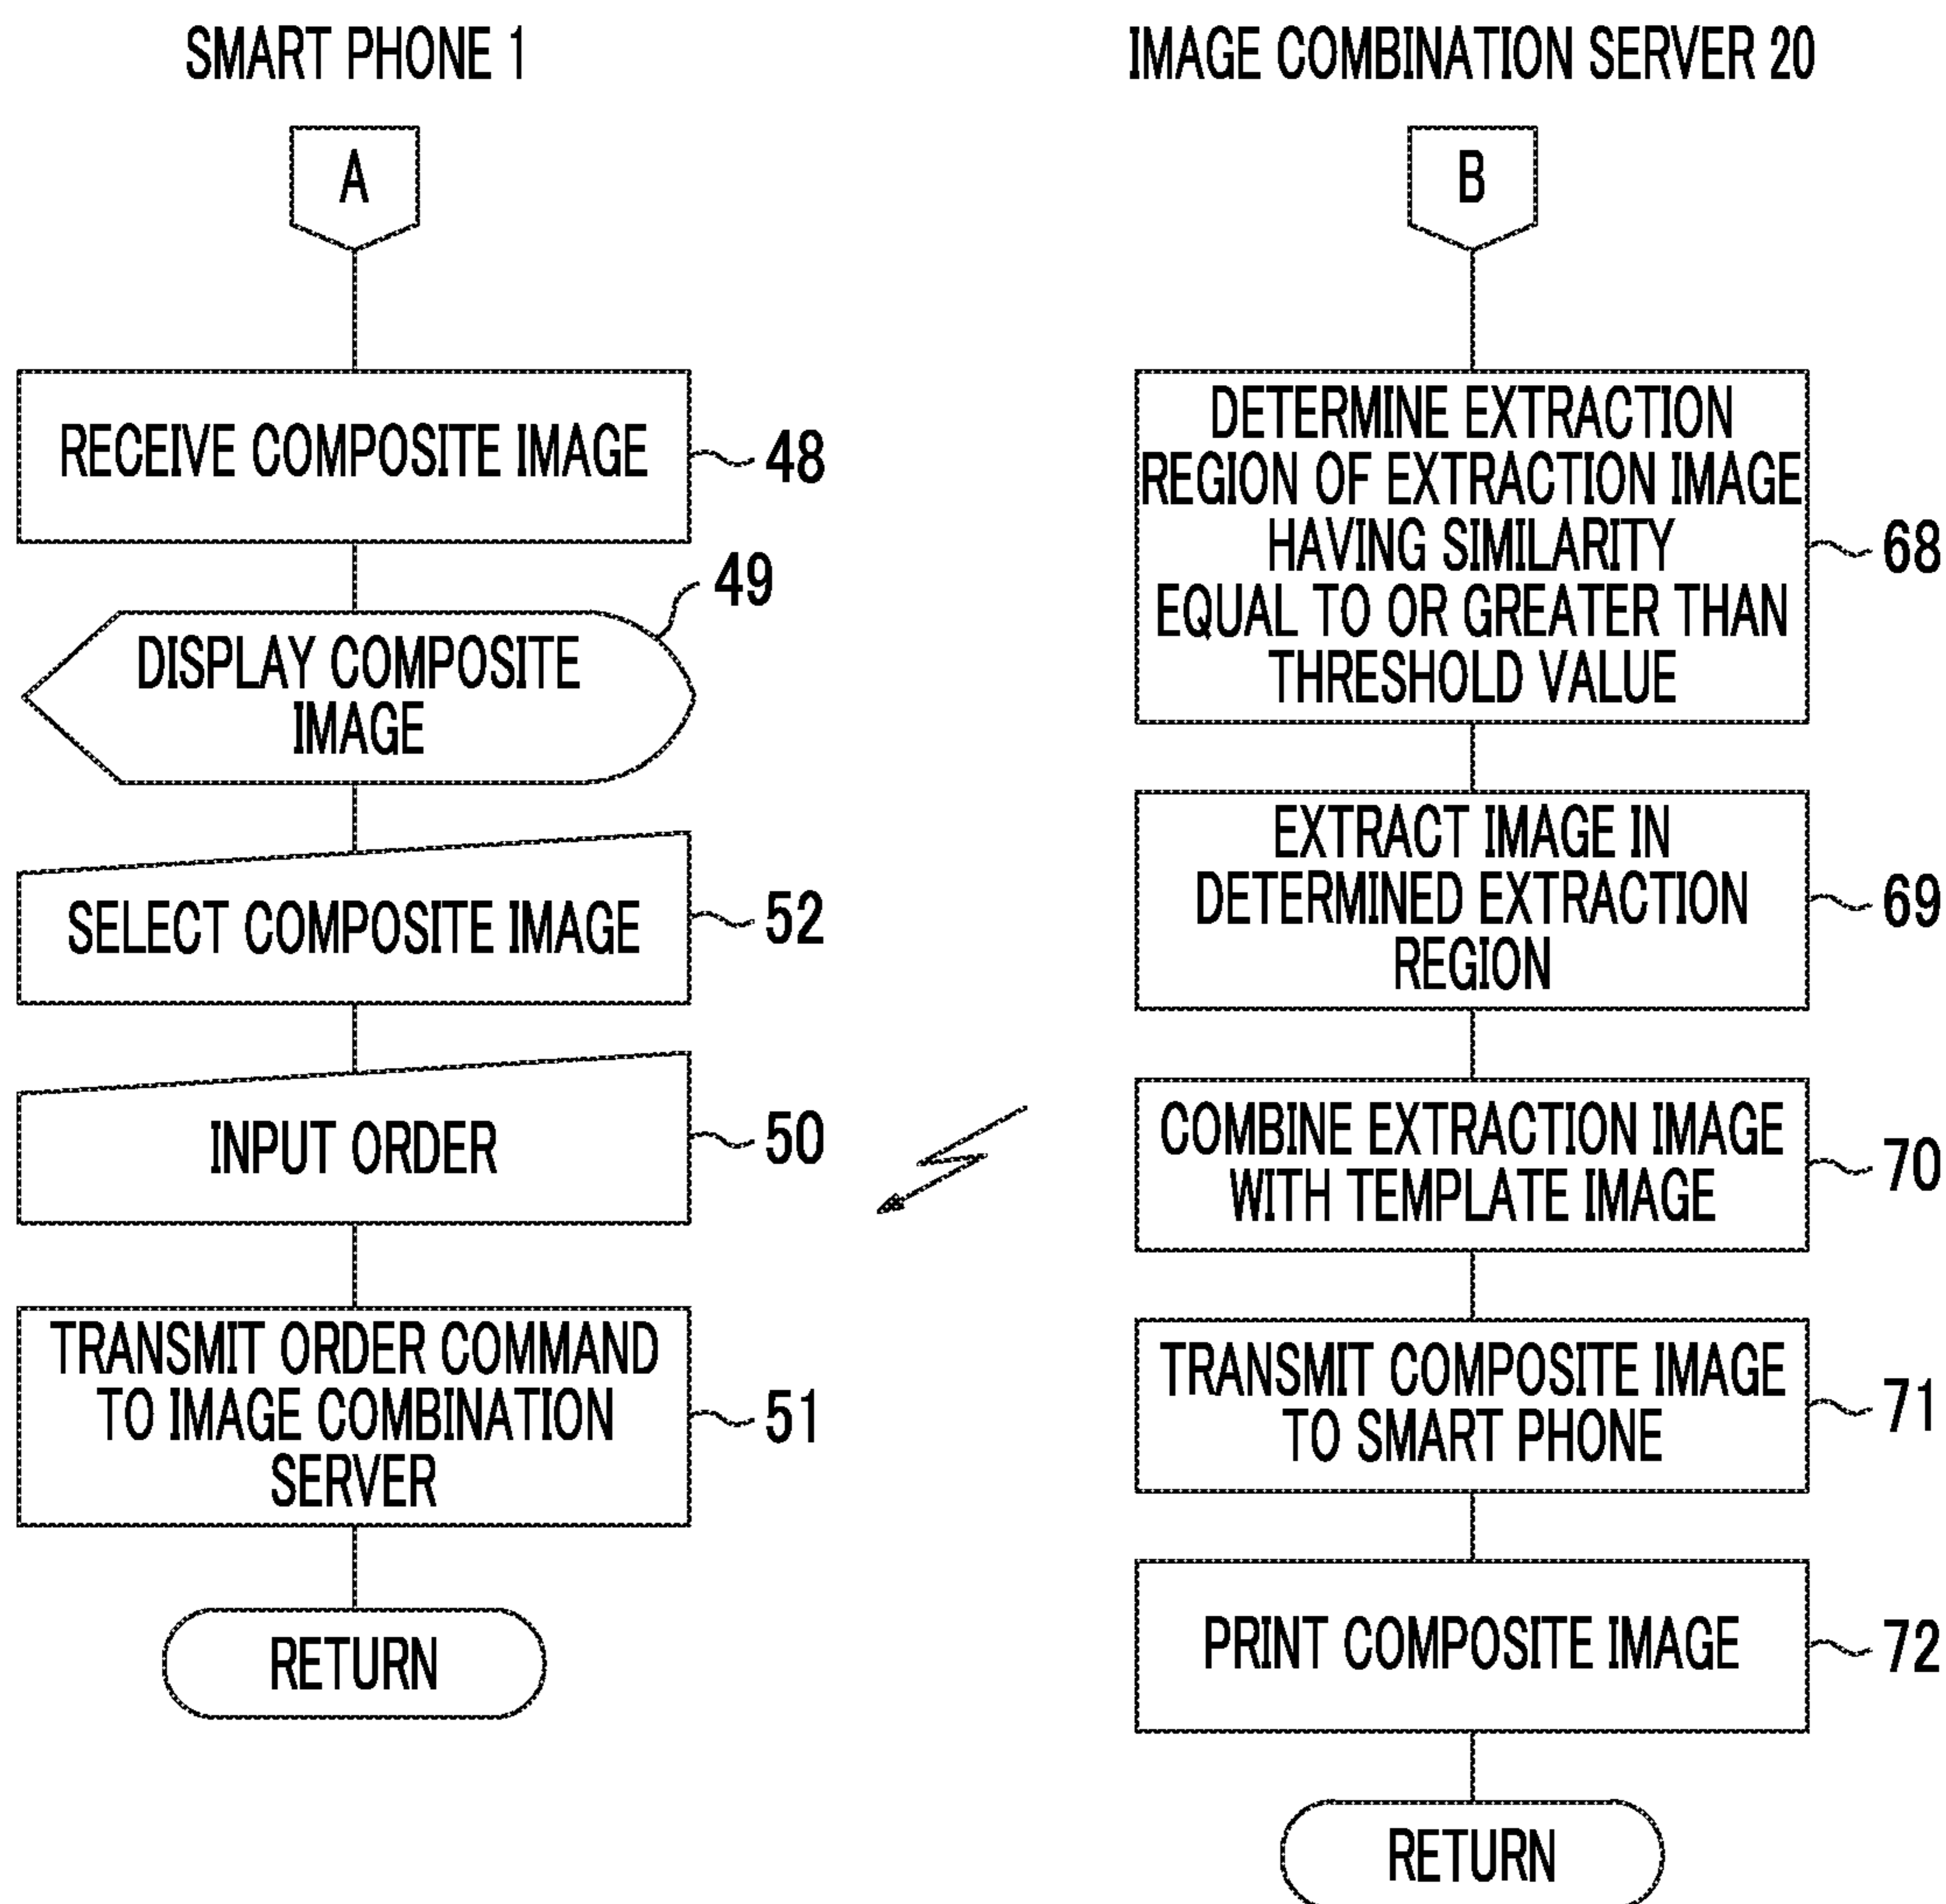 SMART PHONE 1
A
RECEIVE COMPOSITE IMAGE
48
49
DISPLAY COMPOSITE
IMAGE
SELECT COMPOSITE IMAGE
52
INPUT ORDER
50
TRANSMIT ORDER COMMAND
TO IMAGE COMBINATION
SERVER
51
RETURN
IMAGE COMBINATION SERVER 20
B
DETERMINE EXTRACTION
REGION OF EXTRACTION IMAGE
HAVING SIMILARITY
EQUAL TO OR GREATER THAN
THRESHOLD VALUE
68
EXTRACT IMAGE IN
DETERMINED EXTRACTION
REGION
69
COMBINE EXTRACTION IMAGE
WITH TEMPLATE IMAGE
70
TRANSMIT COMPOSITE IMAGE
TO SMART PHONE
71
PRINT COMPOSITE IMAGE
72
RETURN